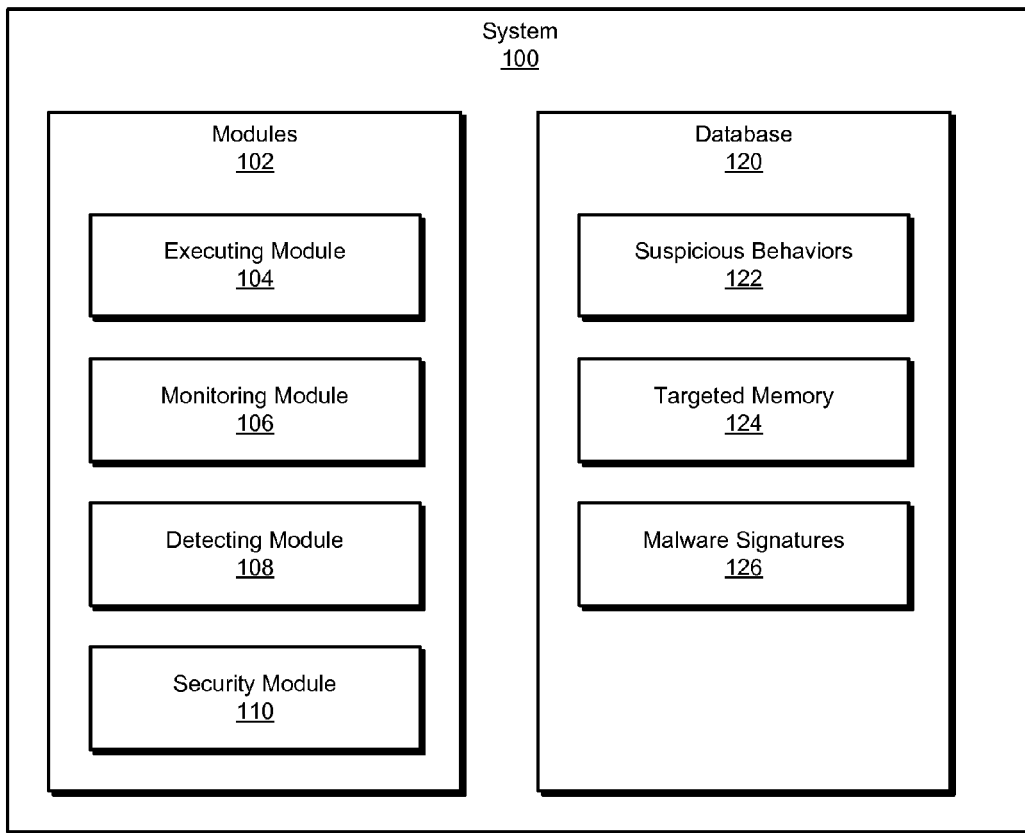 System
100
Modules
102
Executing Module
104
Monitoring Module
106
Detecting Module
108
Security Module
110
Database
120
Suspicious Behaviors
122
Targeted Memory
124
Malware Signatures
126